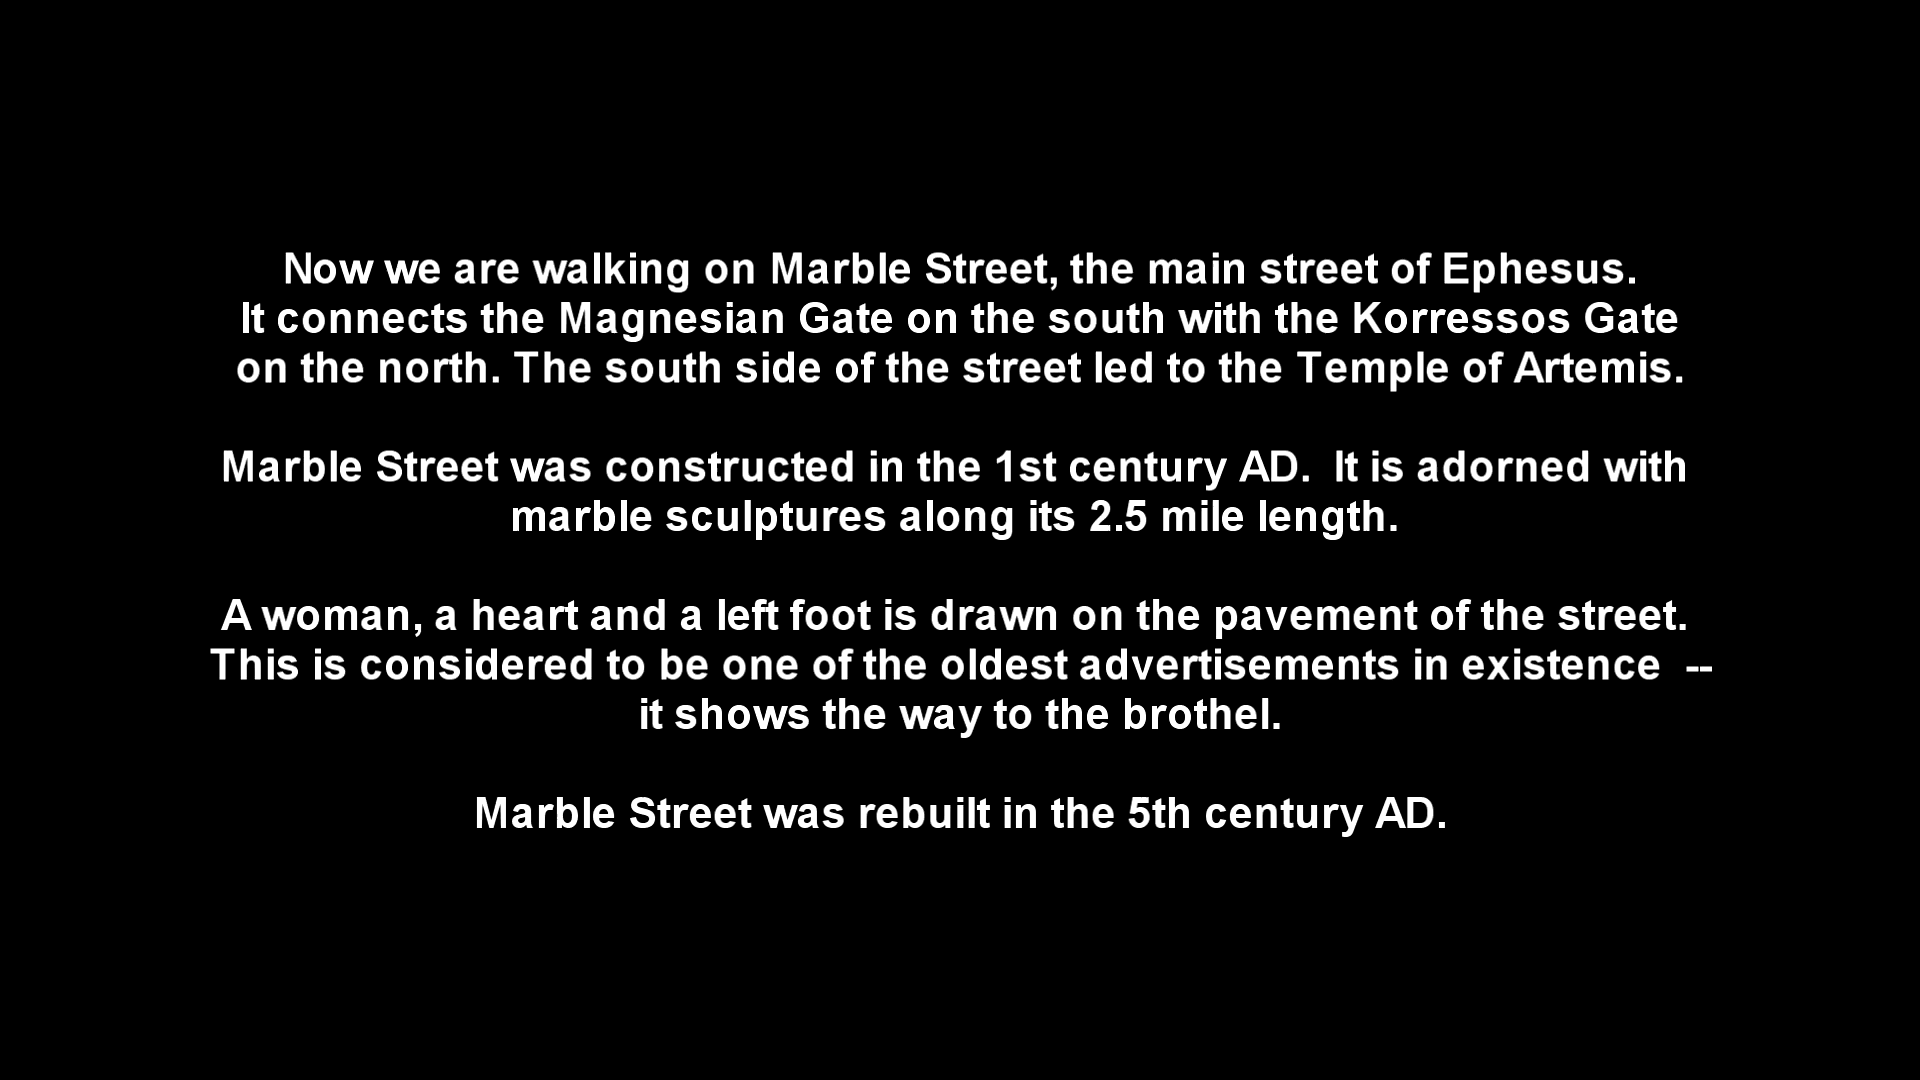 Now we are walking on Marble Street, the main street of Ephesus.
It connects the Magnesian Gate on the south with the Korressos Gate
on the north. The south side of the street led to the Temple of Artemis.
Marble Street was constructed in the 1st century AD.  It is adorned with
marble sculptures along its 2.5 mile length.
A woman, a heart and a left foot is drawn on the pavement of the street.
This is considered to be one of the oldest advertisements in existence  --
it shows the way to the brothel.
Marble Street was rebuilt in the 5th century AD.